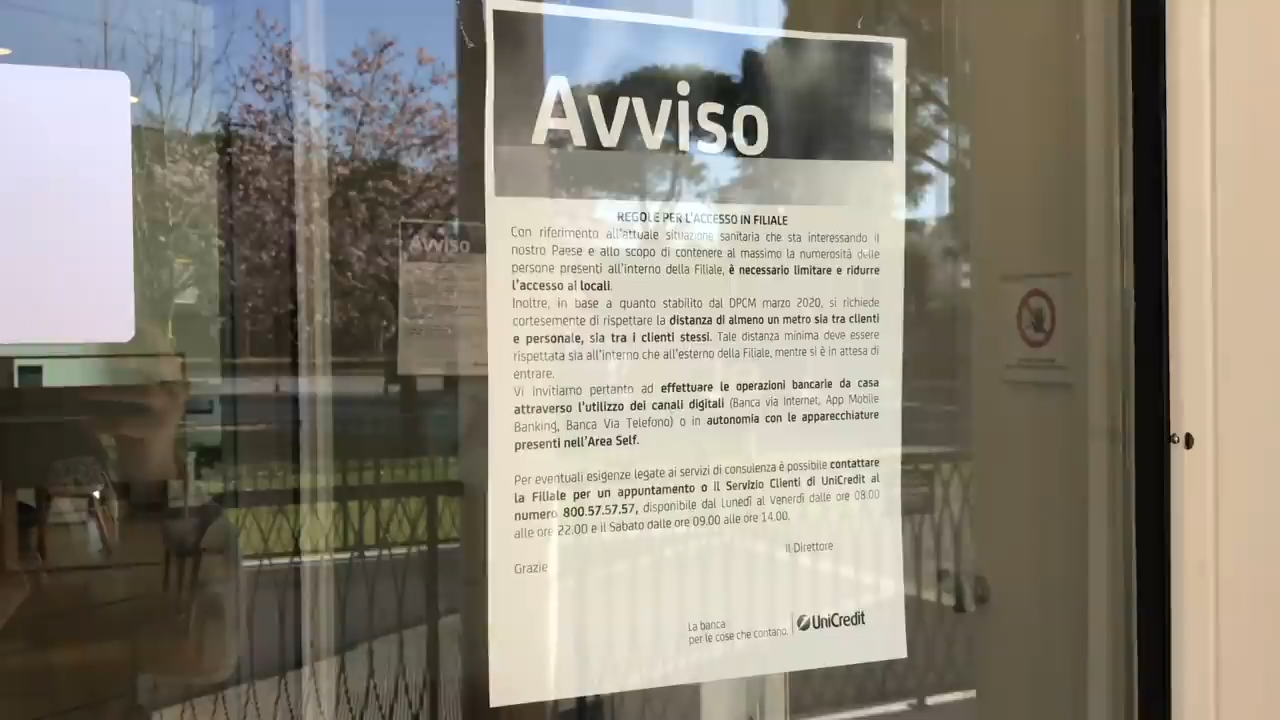 Avviso
REGOLE PER L'ACCESSO IN FILIALE
Con riferimento all'attuale situazione sanitaria che sta interessando il
nostro Paese e allo scopo di contenere al massimo la numerosità delle
persone presenti all'interno della Filiale, è necessario limitare e ridurre
l'accesso ai locali.
Inoltre, in base a quanto stabilito dal DPCM marzo 2020, si richiede
cortesemente di rispettare la distanza di almeno un metro sia tra clienti
e personale, sia tra i clienti stessi. Tale distanza minima deve essere
rispettata sia all'interno che all'esterno della Filiale, mentre si è in attesa di
entrare.
Vi invitiamo pertanto ad effettuare le operazioni bancarie da casa
attraverso l'utilizzo dei canali digitali (Banca via Internet, App Mobile
Banking, Banca Via Telefono) o in autonomia con le apparecchiature
presenti nell'Area Self.
Per eventuali esigenze legate ai servizi di consulenza è possibile contattare
la Filiale per un appuntamento o il Servizio Clienti di UniCredit al
numero 800.57.57.57, disponibile dal Lunedì al Venerdì dalle ore 08.00
alle ore 22.00 e il Sabato dalle ore 09.00 alle ore 14.00.
Il Direttore
Grazie
La banca
per le cose che contano.
UniCredit
Avviso